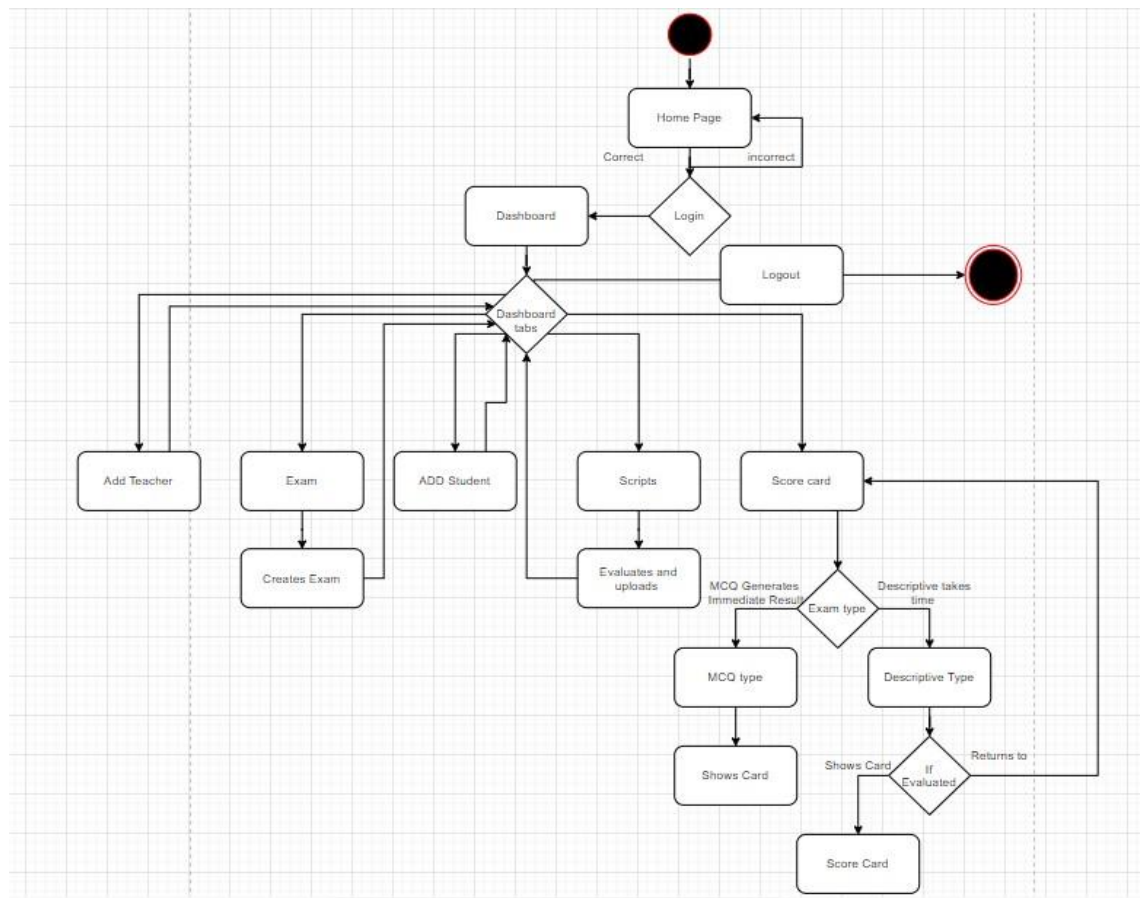 Home Page
Correct
incorrect
Login
Dashboard
Logout
Dashboard
tabs
Add Teacher
Exam
ADD Student
Scripts
Score card
Creates Exam
Evaluates and
uploads
MCQ Generates
Immediate Result
Descriptive takes
time
Exam type
MCQ type
Descriptive Type
Shows Card
Shows Card
If
Evaluated
Returns to
Score Card